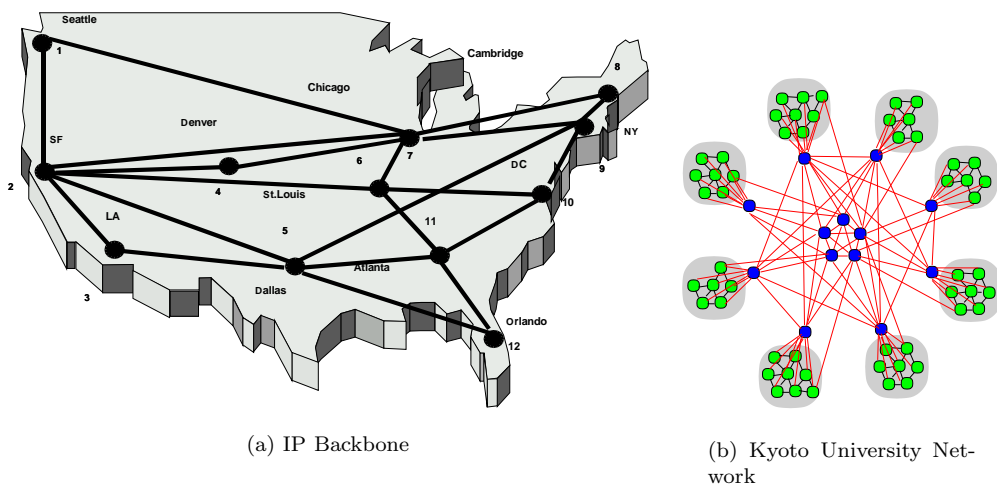 Seattle
1
Cambridge
8
Chicago
Denver
SF
NY
6
7
DC
9
2
4
St.Louis
10
LA
11
5
Atlanta
3
Dallas
Orlando
12
(a) IP Backbone
(b) Kyoto University Net-
work